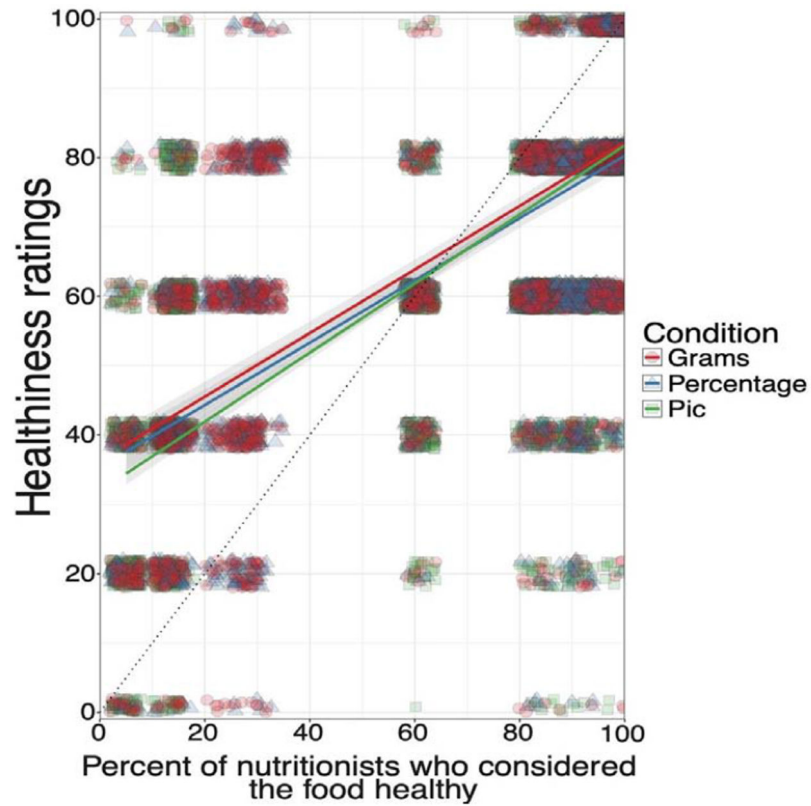 100
80
60
40
20
0
Healthiness ratings
0 20 40 60 80 100
Percent of nutritionists who considered
the food healthy
Condition
Grams
Percentage
Pic